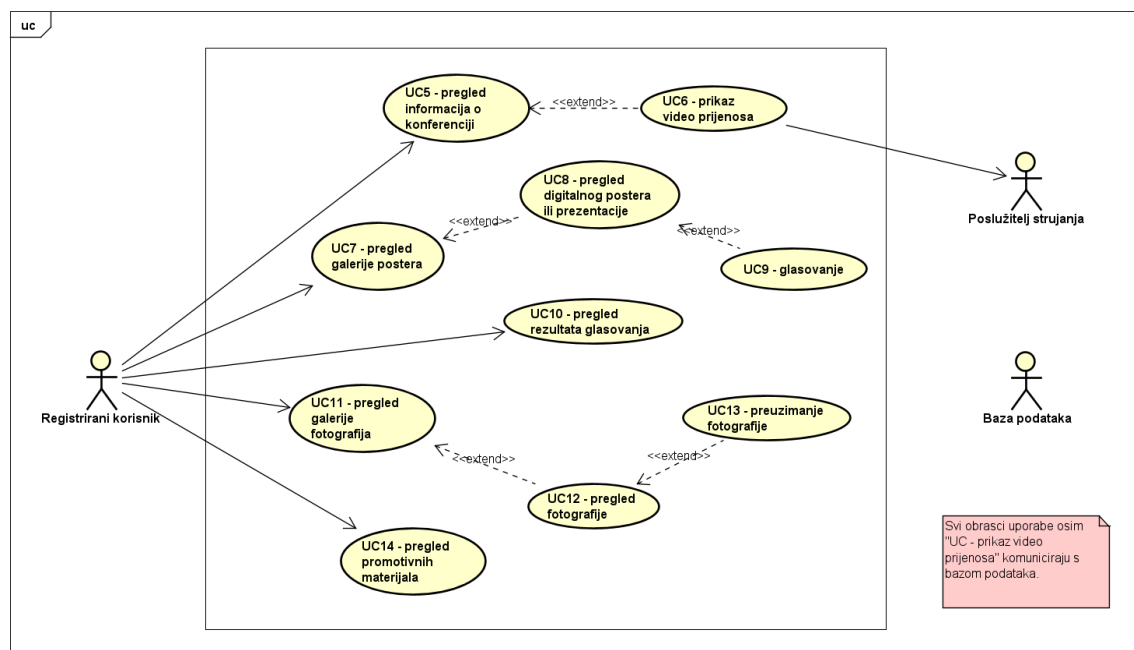 uc
UC5 - pregled
informacija o
konferenciji
<<extend>>
UC6 - prikaz
video prijenosa
Poslužitelj strujanja
UC8 - pregled
digitalnog postera
ili prezentacije
<<extend>>
<<extend>>
UC7 - pregled
galerije postera
UC9 - glasovanje
UC10 - pregled
rezultata glasovanja
Registrirani korisnik
Baza podataka
UC11 - pregled
galerije
fotografija
UC13 - preuzimanje
fotografije
<<extend>>
<<extend>>
UC12 - pregled
fotografije
UC14 - pregled
promotivnih
materijala
Svi obrasci uporabe osim
"UC - prikaz video
prijenosa" komuniciraju s
bazom podataka.